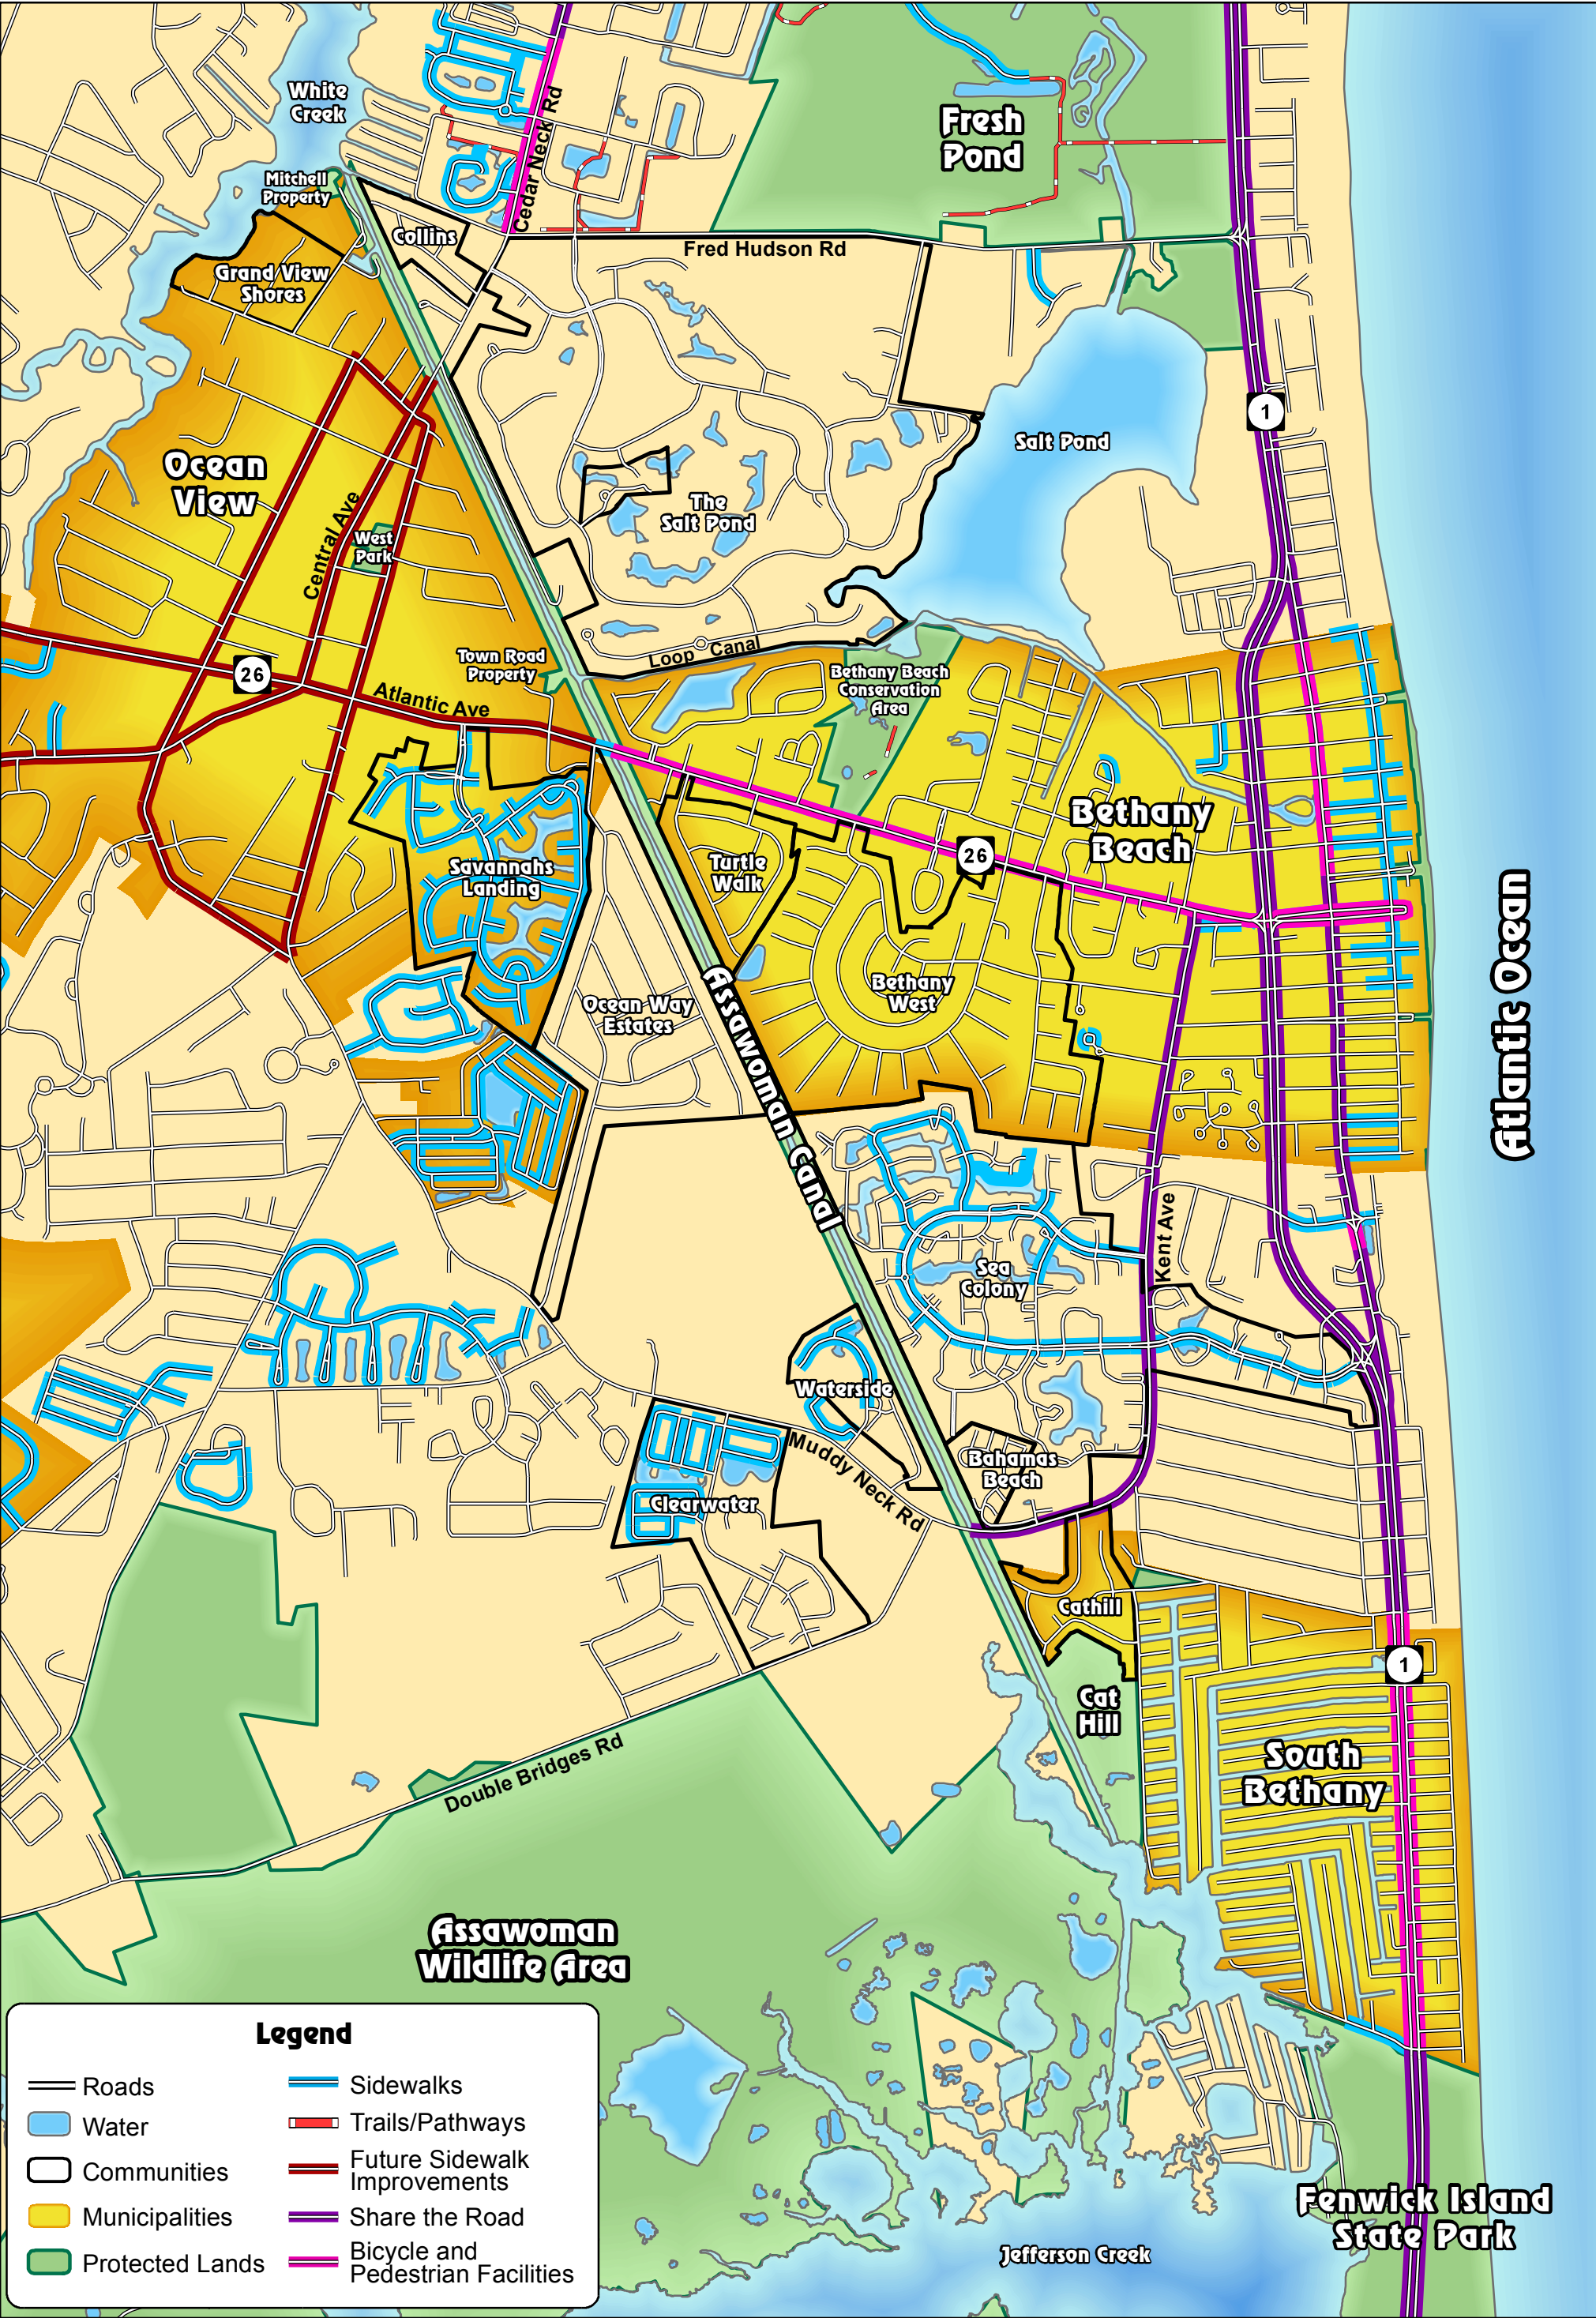 White
Creek
Cedar Neck Rd
Fresh
Pond
Mitchell
Property
Collins
Fred Hudson Rd
Grand View
Shores
1
Salt Pond
Ocean
View
The
Salt Pond
Central Ave
West
Park
Loop Canal
Town Road
Property
26
Atlantic Ave
Bethany Beach
Conservation
Area
Bethany
Beach
26
Turtle
Walk
Savannahs
Landing
Bethany
West
Ocean Way
Estates
Assawoman Canal
Atlantic Ocean
Kent Ave
Sea
Colony
Waterside
Muddy Neck Rd
Bahamas
Beach
Clearwater
Cathill
1
Cat
Hill
South
Bethany
Double Bridges Rd
Assawoman
Wildlife Area
Fenwick Island
State Park
Jefferson Creek
Legend
Roads
Water
Communities
Municipalities
Protected Lands
Sidewalks
Trails/Pathways
Future Sidewalk
Improvements
Share the Road
Bicycle and
Pedestrian Facilities